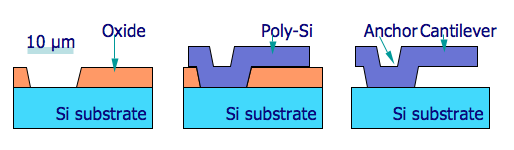 10 µm
Oxide
Si substrate
Poly-Si
Si substrate
Anchor Cantilever
Si substrate